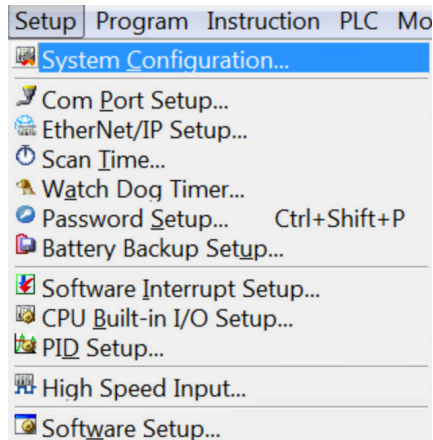 Setup Program Instruction PLC Mo
System Configuration...
Com Port Setup...
EtherNet/IP Setup...
Scan Time...
Watch Dog Timer...
Password Setup... Ctrl+Shift+P
Battery Backup Setup...
Software Interrupt Setup...
CPU Built-in I/O Setup...
PID Setup...
High Speed Input...
Software Setup...